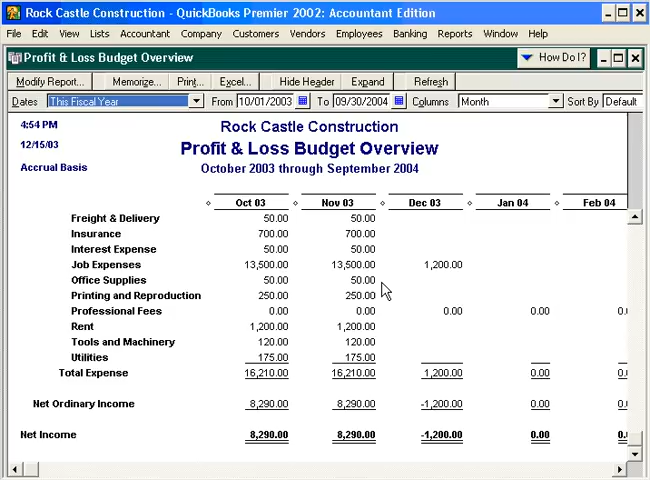 Rock Castle Construction - QuickBooks Premier 2002: Accountant Edition
File Edit View Lists Accountant Company Customers Vendors Employees Banking Reports Window Help
Profit & Loss Budget Overview How Do I?
Modify Report... Memorize... Print... Excel... Hide Header Expand Refresh
Dates This Fiscal Year From 10/01/2003 To 09/30/2004 Columns Month Sort By Default
4:54 PM Rock Castle Construction
12/15/03 Profit & Loss Budget Overview
Accrual Basis October 2003 through September 2004
Oct 03 Nov 03 Dec 03 Jan 04 Feb 04
Freight & Delivery 50.00 50.00
Insurance 700.00 700.00
Interest Expense 50.00 50.00
Job Expenses 13,500.00 13,500.00 1,200.00
Office Supplies 50.00 50.00
Printing and Reproduction 250.00 250.00
Professional Fees 0.00 0.00 0.00 0.00 0.
Rent 1,200.00 1,200.00
Tools and Machinery 120.00 120.00
Utilities 175.00 175.00
Total Expense 16,210.00 16,210.00 1,200.00 0.00 0.
Net Ordinary Income 8,290.00 8,290.00 -1,200.00 0.00 0.
Net Income 8,290.00 8,290.00 -1,200.00 0.00 0.